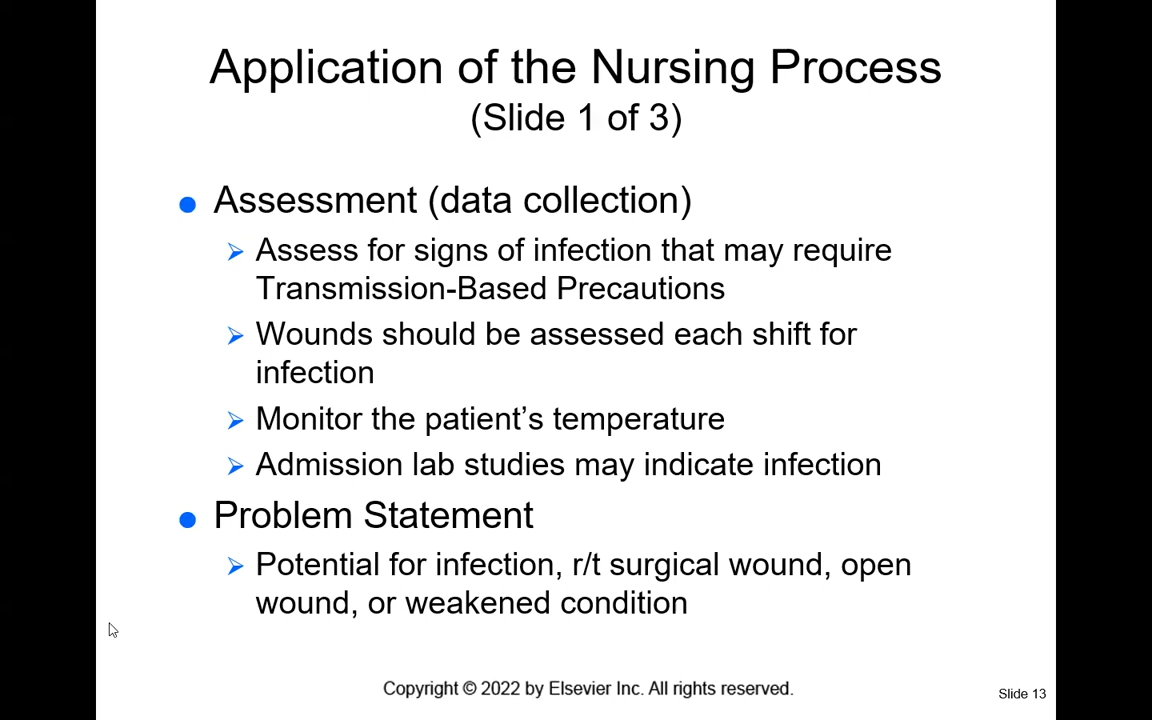 Application of the Nursing Process
(Slide 1 of 3)
Assessment (data collection)
Assess for signs of infection that may require
Transmission-Based Precautions
Wounds should be assessed each shift for
infection
Monitor the patient’s temperature
Admission lab studies may indicate infection
Problem Statement
Potential for infection, r/t surgical wound, open
wound, or weakened condition
Copyright © 2022 by Elsevier Inc. All rights reserved.
Slide 13